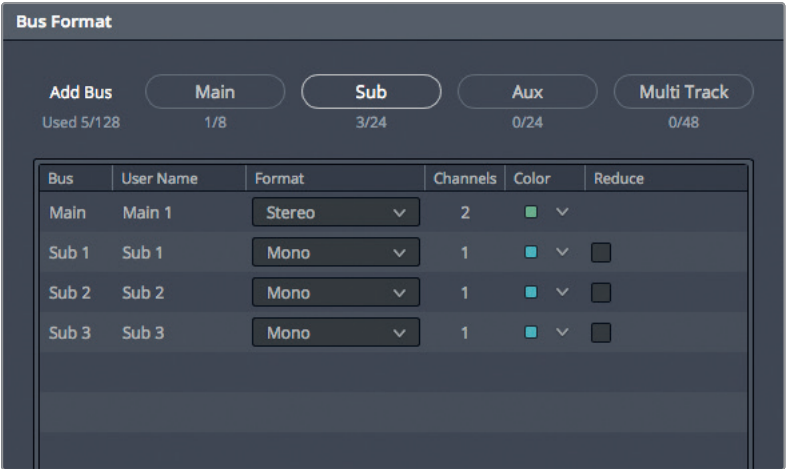 Bus Format
Add Bus Main Sub Aux Multi Track
Used 5/128 1/8 3/24 0/24 0/48
Bus User Name Format Channels Color Reduce
Main Main 1 Stereo 2
Sub 1 Sub 1 Mono 1
Sub 2 Sub 2 Mono 1
Sub 3 Sub 3 Mono 1